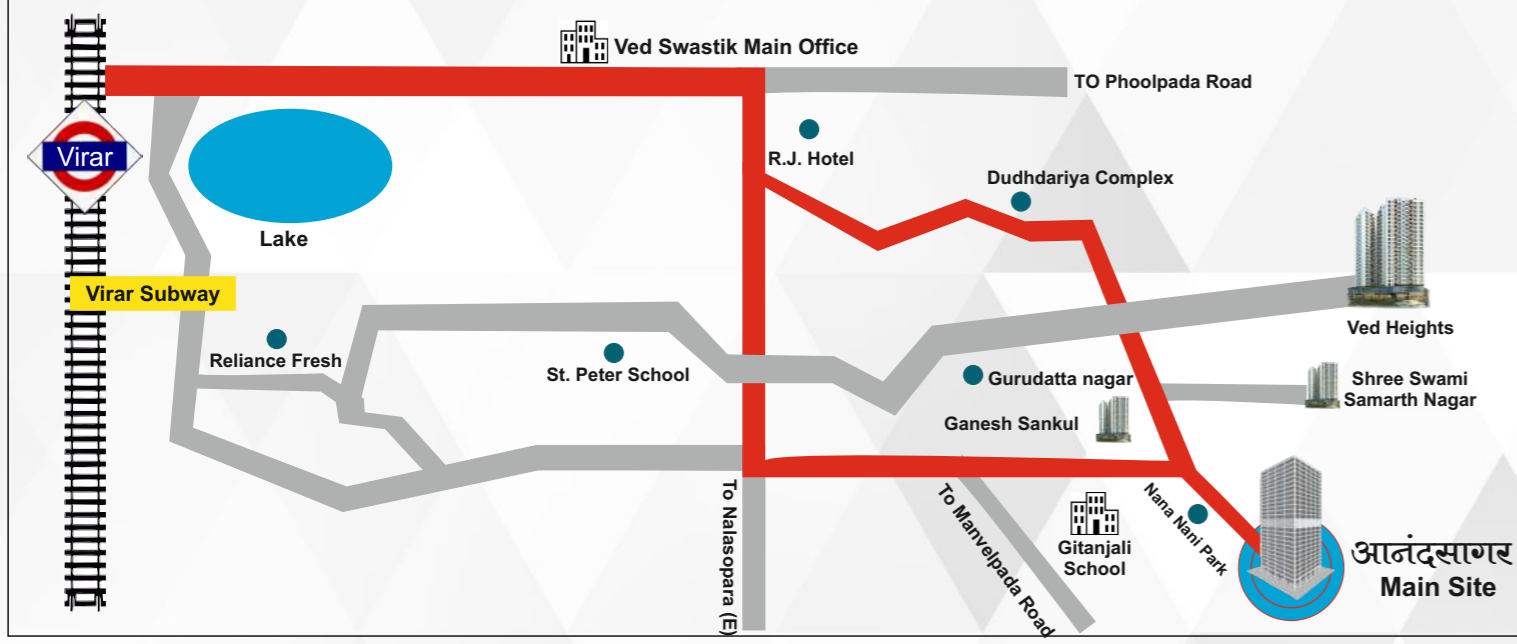 Ved Swastik Main Office
TO Phoolpada Road
Virar
R.J. Hotel
Dudhdariya Complex
Lake
Virar Subway
Ved Heights
Reliance Fresh
St. Peter School
Gurudatta nagar
Shree Swami
Samarth Nagar
Ganesh Sankul
To Nalasopara (E)
To Manvelpada Road
Gitanjali
School
Nana Nani Park
आनंदसागर
Main Site